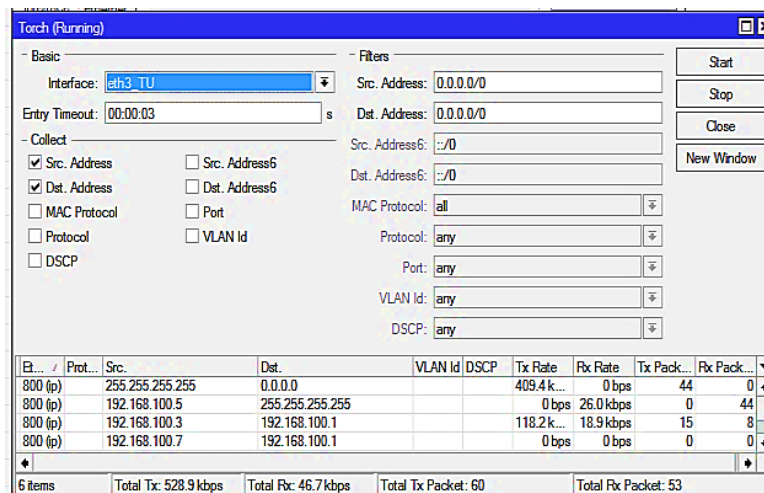 Torch (Running)
Basic
Interface: eth3_TU
Entry Timeout: 00:00:03 s
Collect
Src. Address Src. Address6
Dst. Address Dst. Address6
MAC Protocol Port
Protocol VLAN Id
DSCP
Filters
Src. Address: 0.0.0.0/0
Dst. Address: 0.0.0.0/0
Src. Address6: ::/0
Dst. Address6: ::/0
MAC Protocol: all
Protocol: any
Port: any
VLAN Id: any
DSCP: any
Start
Stop
Close
New Window
Et... Prot... Src. Dst. VLAN Id DSCP Tx Rate Rx Rate Tx Pack... Rx Pack...
800 (ip) 255.255.255.255 0.0.0.0 409.4 k... 0 bps 44 0
800 (ip) 192.168.100.5 255.255.255.255 0 bps 26.0 kbps 0 44
800 (ip) 192.168.100.3 192.168.100.1 118.2 k... 18.9 kbps 15 8
800 (ip) 192.168.100.7 192.168.100.1 0 bps 0 bps 0 0
6 items Total Tx: 528.9 kbps Total Rx: 46.7 kbps Total Tx Packet: 60 Total Rx Packet: 53